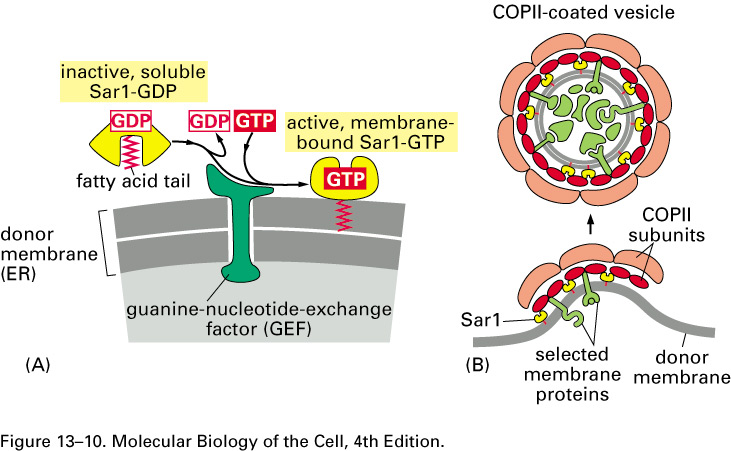 COPII-coated vesicle
inactive, soluble
Sar1-GDP
GDP
GDP
GTP
active, membrane-
bound Sar1-GTP
GTP
fatty acid tail
donor
membrane
(ER)
guanine-nucleotide-exchange
factor (GEF)
(A)
COPII
subunits
Sar1
selected
membrane
proteins
donor
membrane
(B)
Figure 13–10. Molecular Biology of the Cell, 4th Edition.